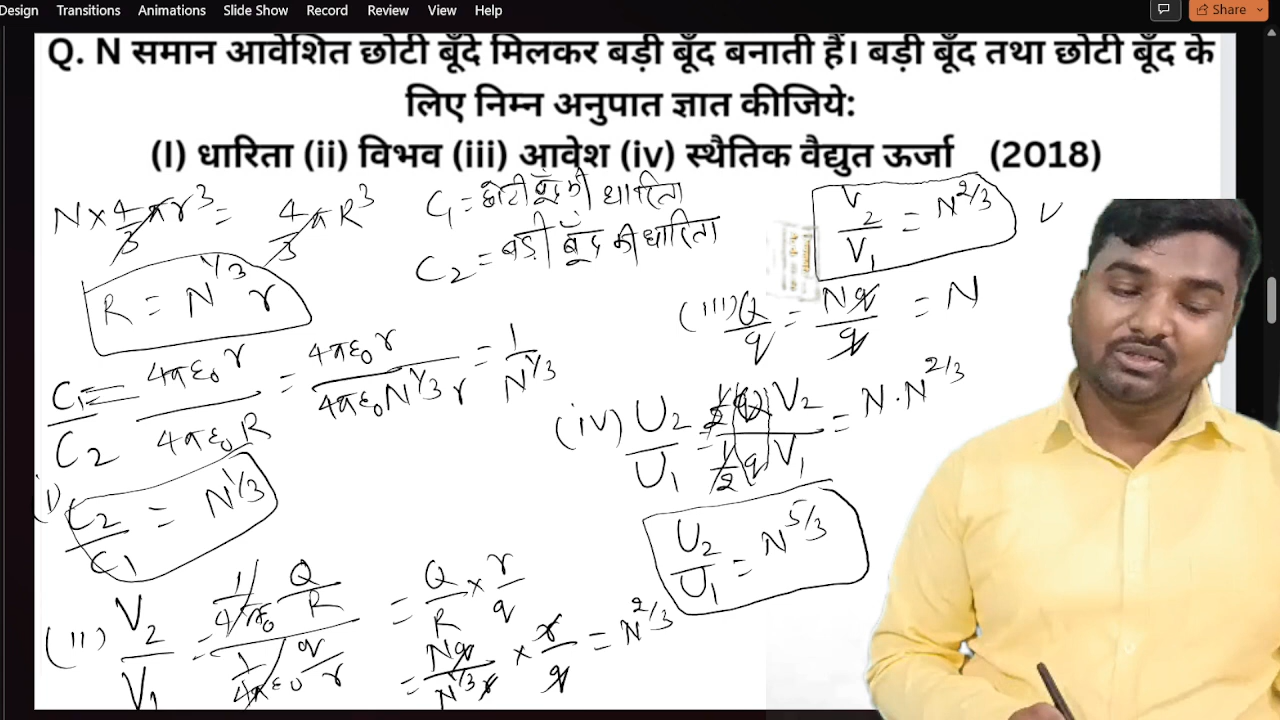 Design Transitions Animations Slide Show Record Review View Help Share
Q. N समान आवेशित छोटी बूँदे मिलकर बड़ी बूँद बनाती हैं। बड़ी बूँद तथा छोटी बूँद के
लिए निम्न अनुपात ज्ञात कीजिये:
(I) धारिता (ii) विभव (iii) आवेश (iv) स्थैतिक वैद्युत ऊर्जा (2018)
N × 4/3 πr³ = 4/3 πR³
R = N^1/3 r
C₁ = छोटी बूँद की धारिता
C₂ = बड़ी बूँद की धारिता
C₁/C₂ = 4πε₀r / 4πε₀R = 4πε₀r / 4πε₀N^1/3 r = 1/N^1/3
(i) C₂/C₁ = N^1/3
(ii) V₂/V₁ = (1/4πε₀ Q/R) / (1/4πε₀ q/r) = Q/R × r/q
= Nq/N^1/3 r × r/q = N^2/3
V₂/V₁ = N^2/3
(iii) Q/q = Nq/q = N
(iv) U₂/U₁ = (1/2 (Q) V₂) / (1/2 (q) V₁) = N . N^2/3
U₂/U₁ = N^5/3